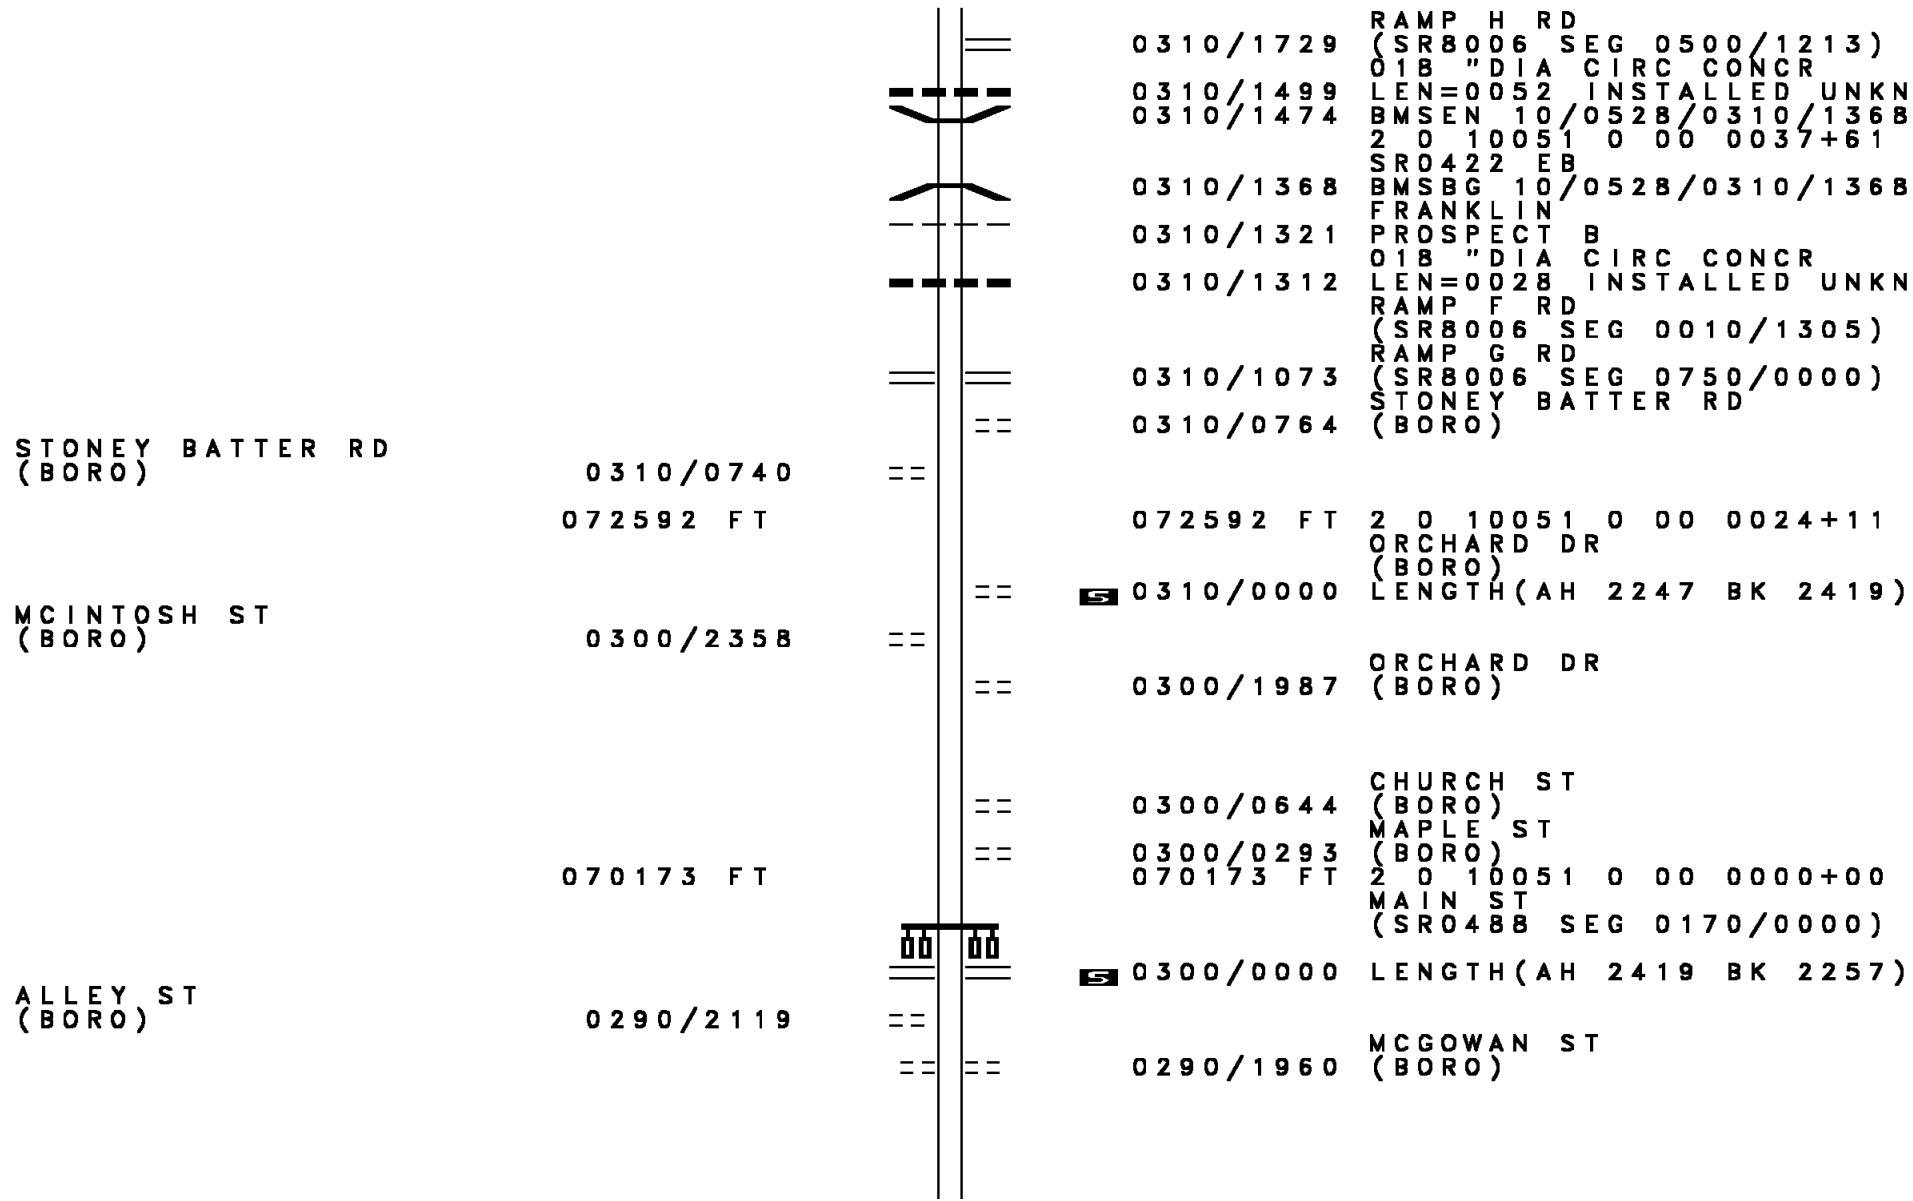 RAMP H RD
0310/1729 (SR8006 SEG 0500/1213)
018 "DIA CIRC CONCR
0310/1499 LEN=0052 INSTALLED UNKN
0310/1474 BMSEN 10/0528/0310/1368
2 0 10051 0 00 0037+61
SR0422 EB
0310/1368 BMSBG 10/0528/0310/1368
FRANKLIN
0310/1321 PROSPECT B
018 "DIA CIRC CONCR
0310/1312 LEN=0028 INSTALLED UNKN
RAMP F RD
(SR8006 SEG 0010/1305)
RAMP G RD
0310/1073 (SR8006 SEG 0750/0000)
STONEY BATTER RD
0310/0764 (BORO)
STONEY BATTER RD
(BORO) 0310/0740
072592 FT 072592 FT 2 0 10051 0 00 0024+11
ORCHARD DR
(BORO)
S 0310/0000 LENGTH(AH 2247 BK 2419)
MCINTOSH ST
(BORO) 0300/2358
ORCHARD DR
0300/1987 (BORO)
CHURCH ST
0300/0644 (BORO)
MAPLE ST
0300/0293 (BORO)
070173 FT 070173 FT 2 0 10051 0 00 0000+00
MAIN ST
(SR0488 SEG 0170/0000)
S 0300/0000 LENGTH(AH 2419 BK 2257)
ALLEY ST
(BORO) 0290/2119
MCGOWAN ST
0290/1960 (BORO)